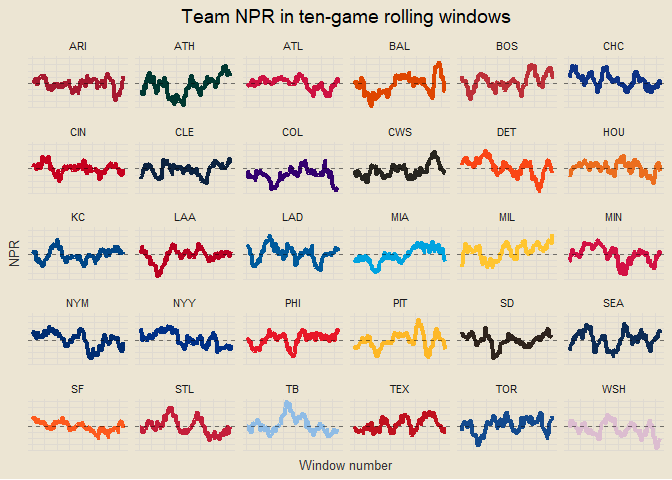 Team NPR in ten-game rolling windows
ARI ATH ATL BAL BOS CHC
CIN CLE COL CWS DET HOU
KC LAA LAD MIA MIL MIN
NPR
NYM NYY PHI PIT SD SEA
SF STL TB TEX TOR WSH
Window number